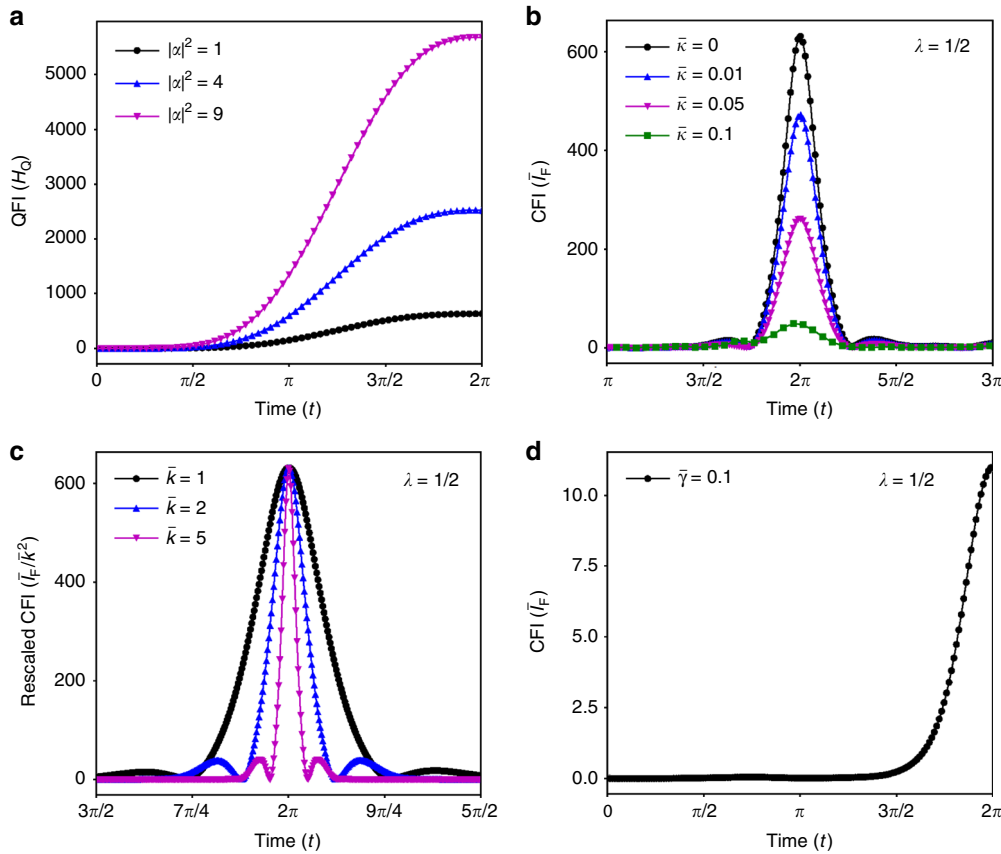 a
|α|² = 1
|α|² = 4
|α|² = 9
5000
4000
3000
2000
1000
0
QFI (H_Q)
0 π/2 π 3π/2 2π
Time (t)
b
κ̄ = 0
κ̄ = 0.01
κ̄ = 0.05
κ̄ = 0.1
λ = 1/2
600
400
200
0
CFI (Ī_F)
π 3π/2 2π 5π/2 3π
Time (t)
c
k̄ = 1
k̄ = 2
k̄ = 5
λ = 1/2
600
400
200
0
Rescaled CFI (Ī_F/k̄²)
3π/2 7π/4 2π 9π/4 5π/2
Time (t)
d
γ̄ = 0.1
λ = 1/2
10.0
7.5
5.0
2.5
0.0
CFI (Ī_F)
0 π/2 π 3π/2 2π
Time (t)